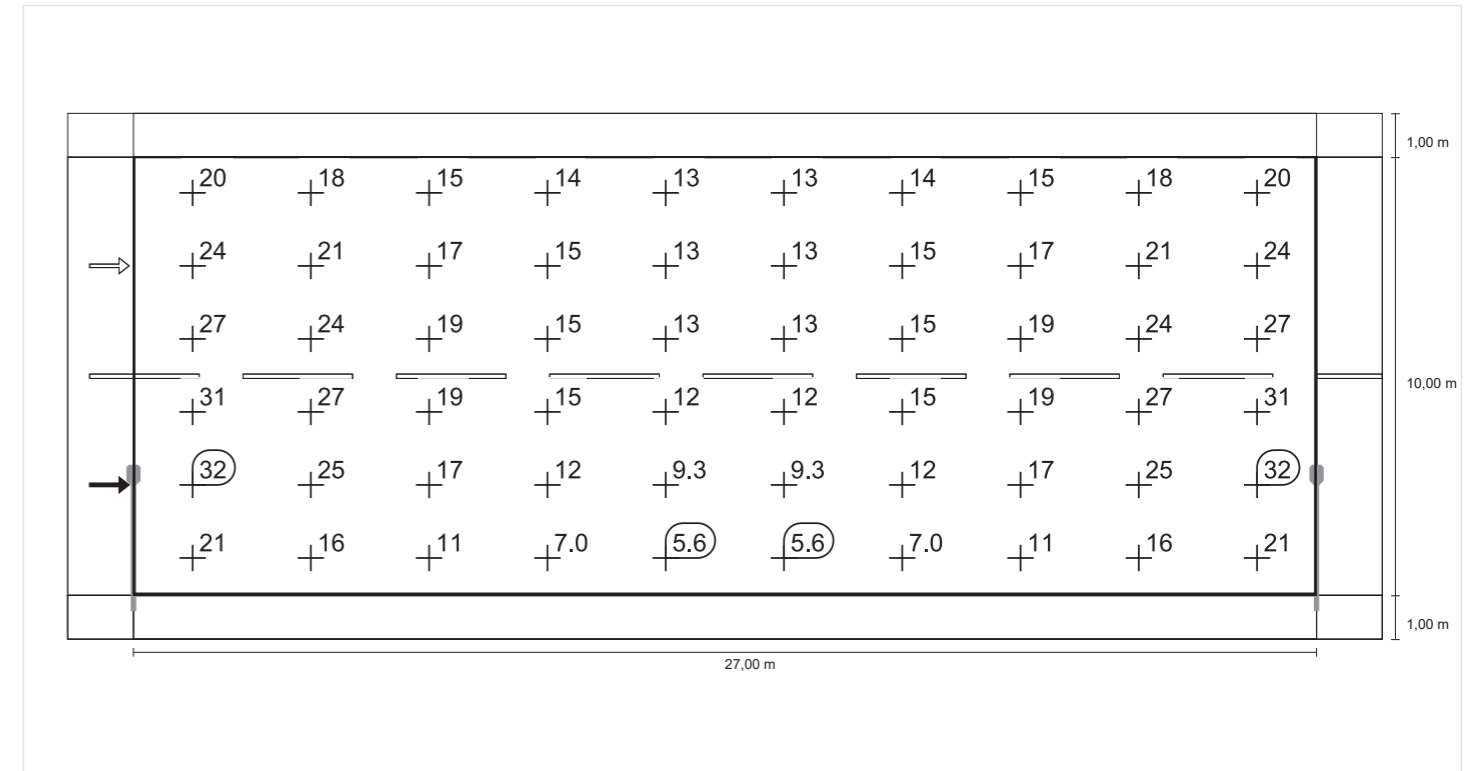 1,00 m
20 18 15 14 13 13 14 15 18 20
24 21 17 15 13 13 15 17 21 24
27 24 19 15 13 13 15 19 24 27
10,00 m
31 27 19 15 12 12 15 19 27 31
32 25 17 12 9.3 9.3 12 17 25 32
21 16 11 7.0 5.6 5.6 7.0 11 16 21
1,00 m
27,00 m